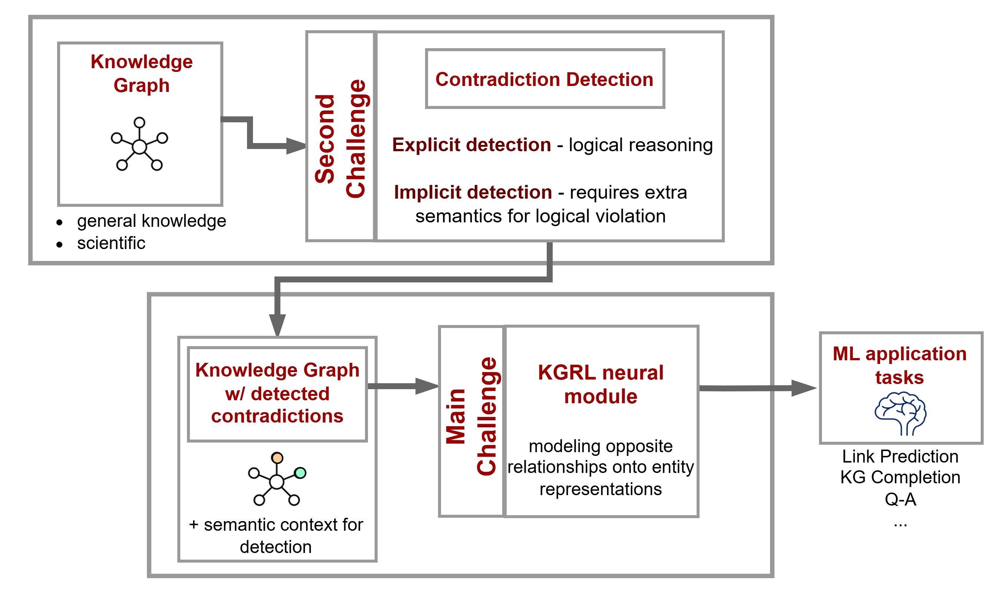 Knowledge
Graph
• general knowledge
• scientific
Second
Challenge
Contradiction Detection
Explicit detection - logical reasoning
Implicit detection - requires extra
semantics for logical violation
Knowledge Graph
w/ detected
contradictions
+ semantic context for
detection
Main
Challenge
KGRL neural
module
modeling opposite
relationships onto entity
representations
ML application
tasks
Link Prediction
KG Completion
Q-A
...